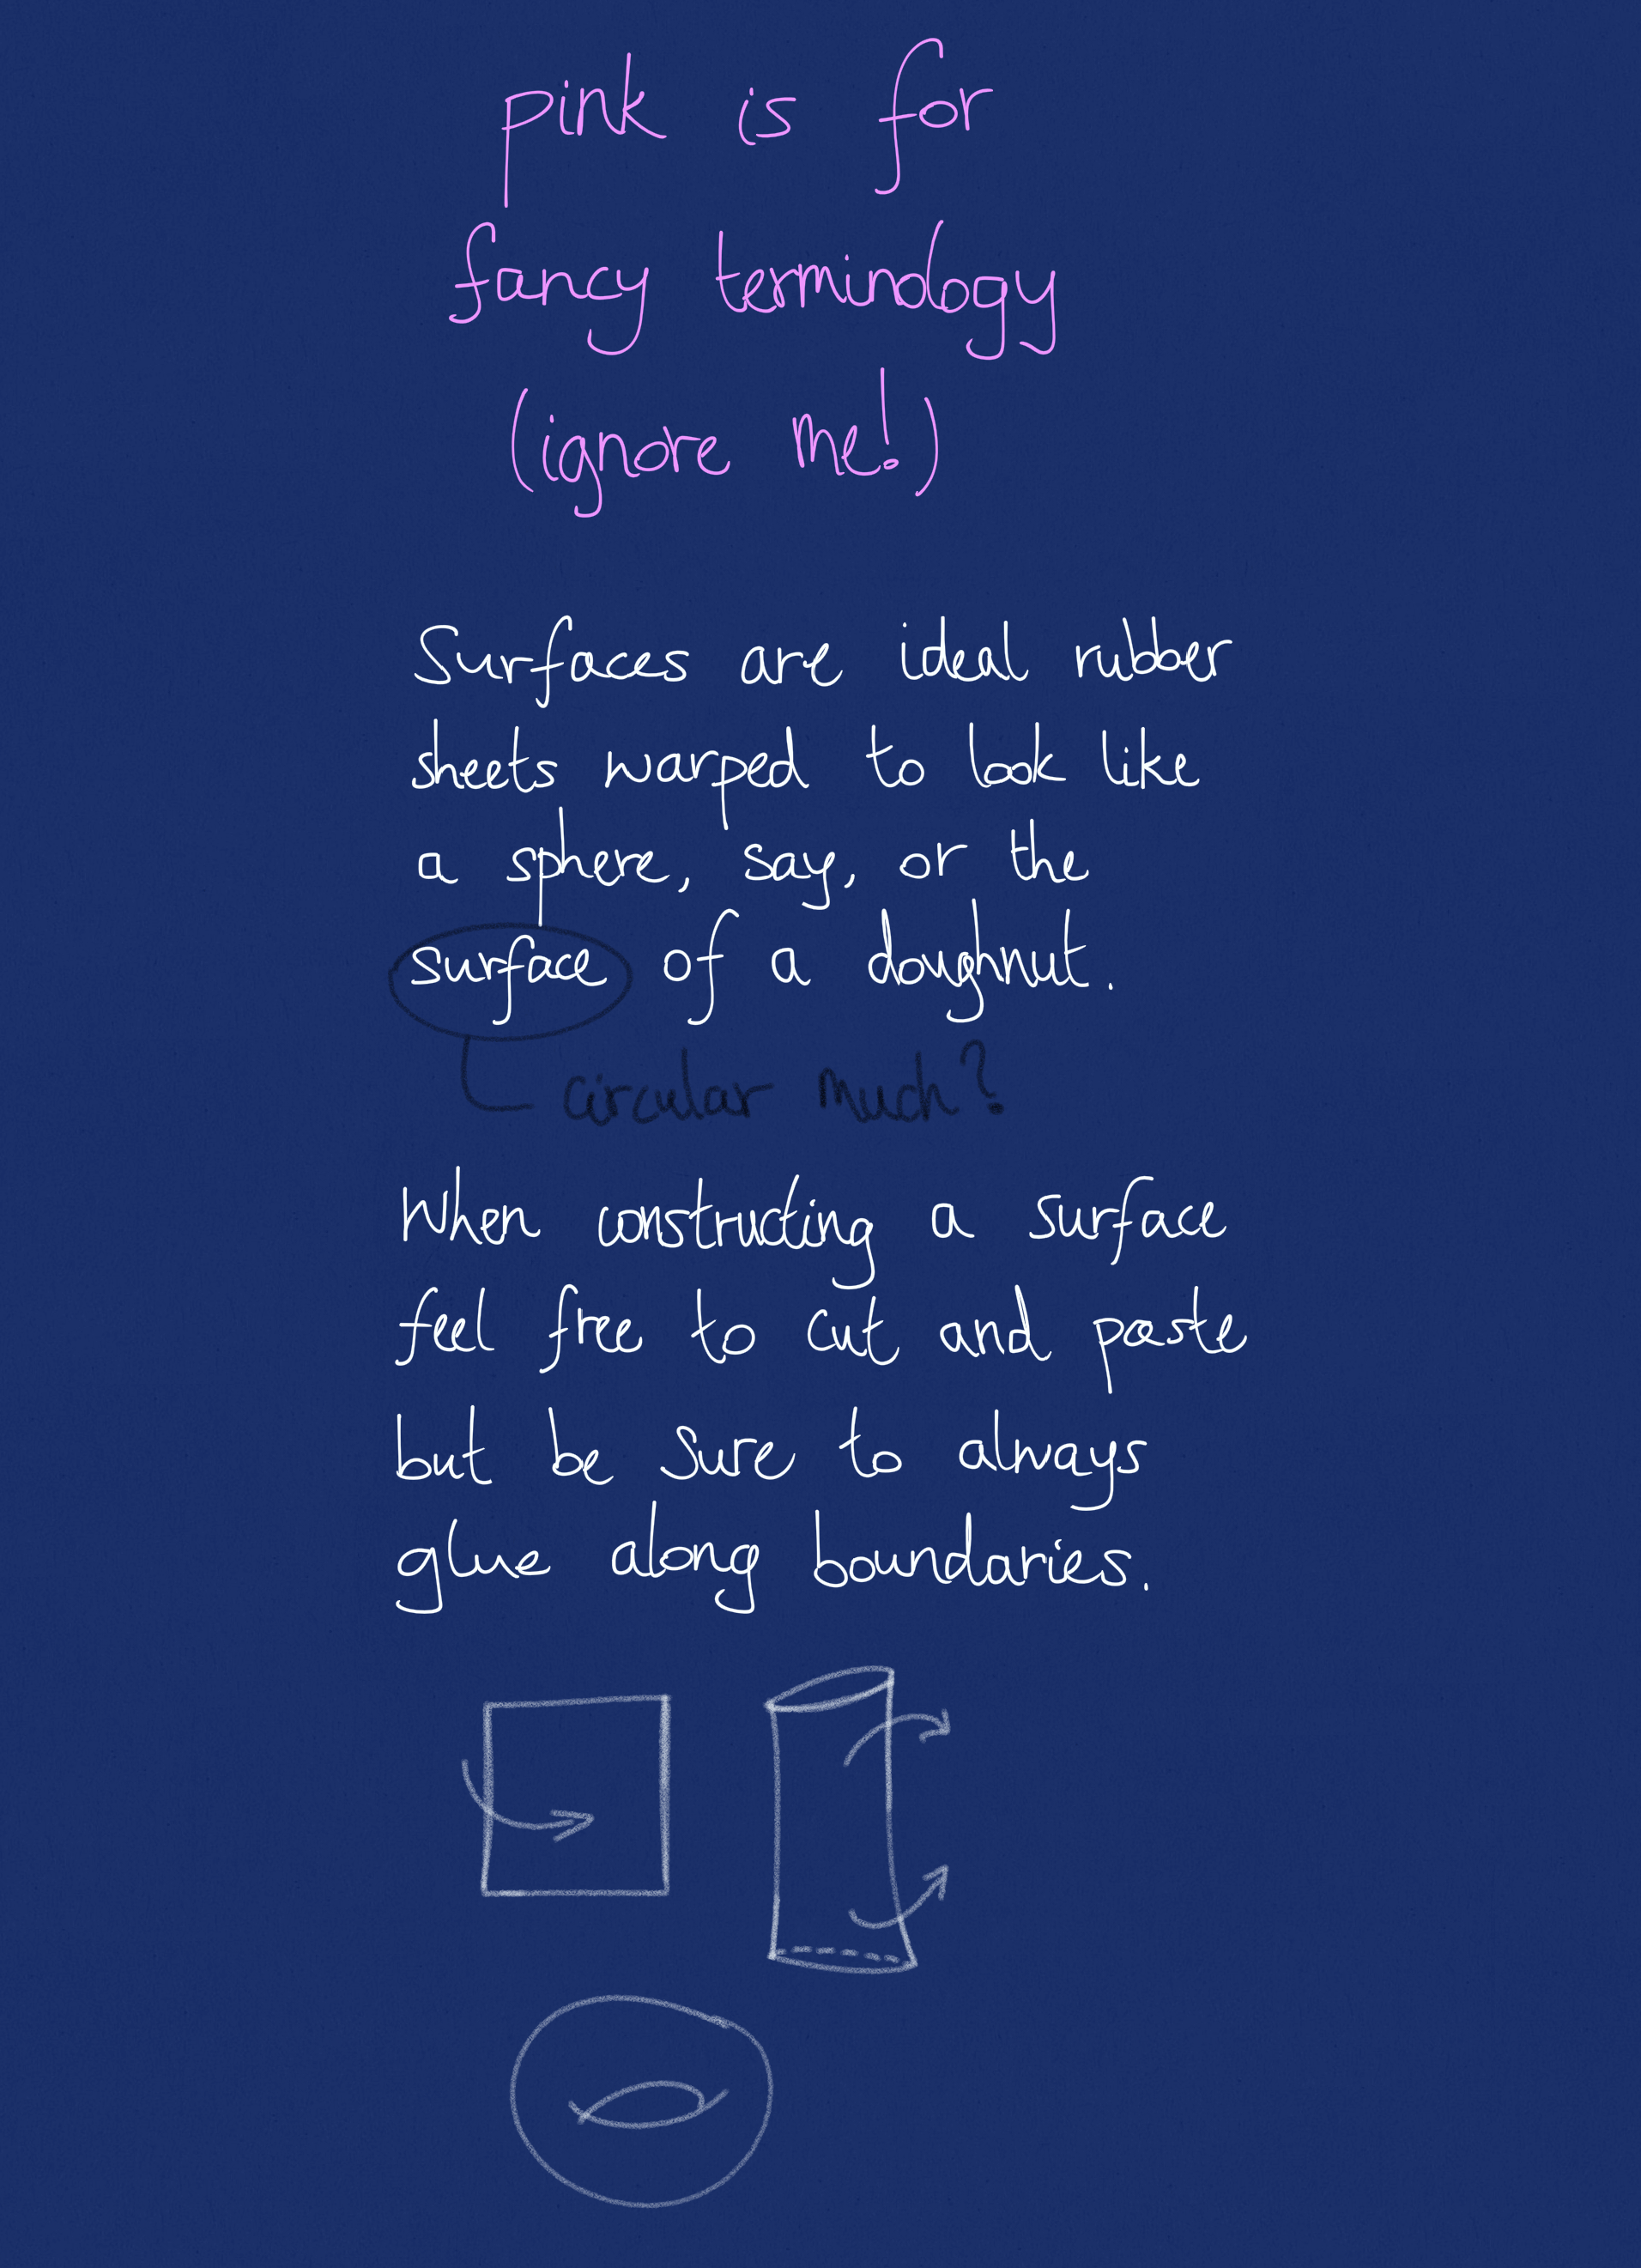 pink is for
fancy terminology
(ignore me!)
Surfaces are ideal rubber
sheets warped to look like
a sphere, say, or the
surface of a doughnut.
circular much?
When constructing a surface
feel free to cut and paste
but be sure to always
glue along boundaries.